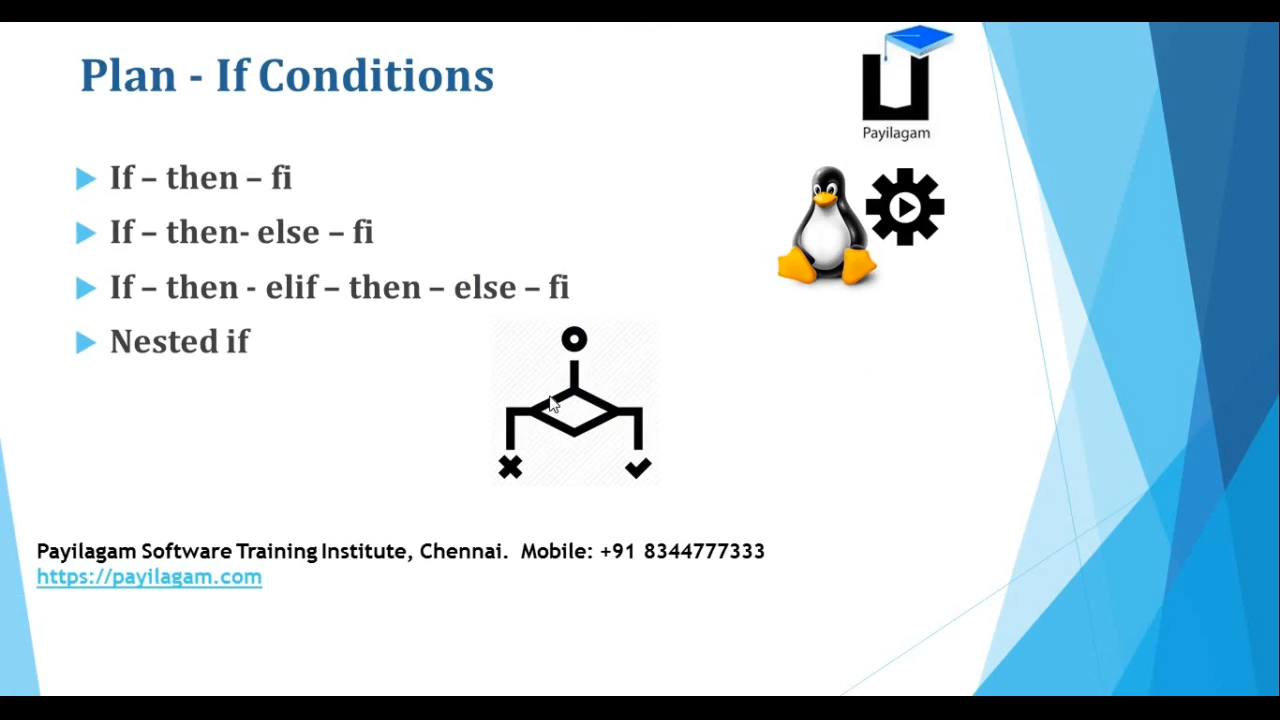 Plan - If Conditions
Payilagam
If – then – fi
If – then- else – fi
If – then - elif – then – else – fi
Nested if
Payilagam Software Training Institute, Chennai. Mobile: +91 8344777333
https://payilagam.com